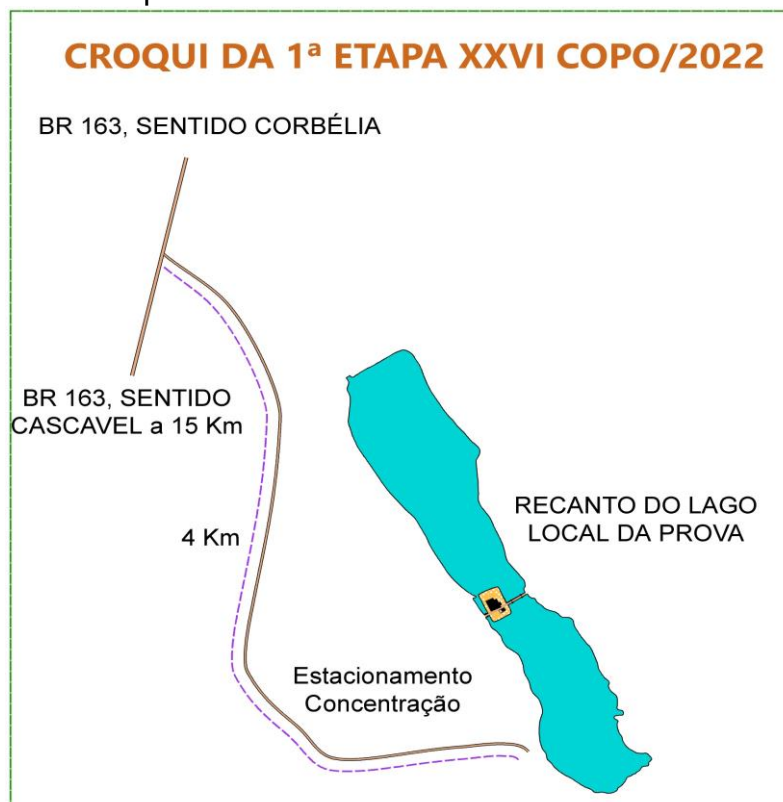 CROQUI DA 1ª ETAPA XXVI COPO/2022
BR 163, SENTIDO CORBÉLIA
BR 163, SENTIDO
CASCAVEL a 15 Km
RECANTO DO LAGO
LOCAL DA PROVA
4 Km
Estacionamento
Concentração